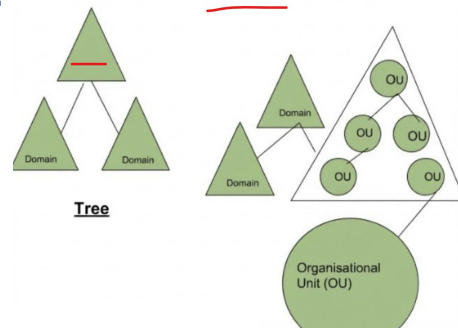 Domain
Domain
Tree
Domain
Domain
OU
OU
OU
OU
OU
Organisational
Unit (OU)